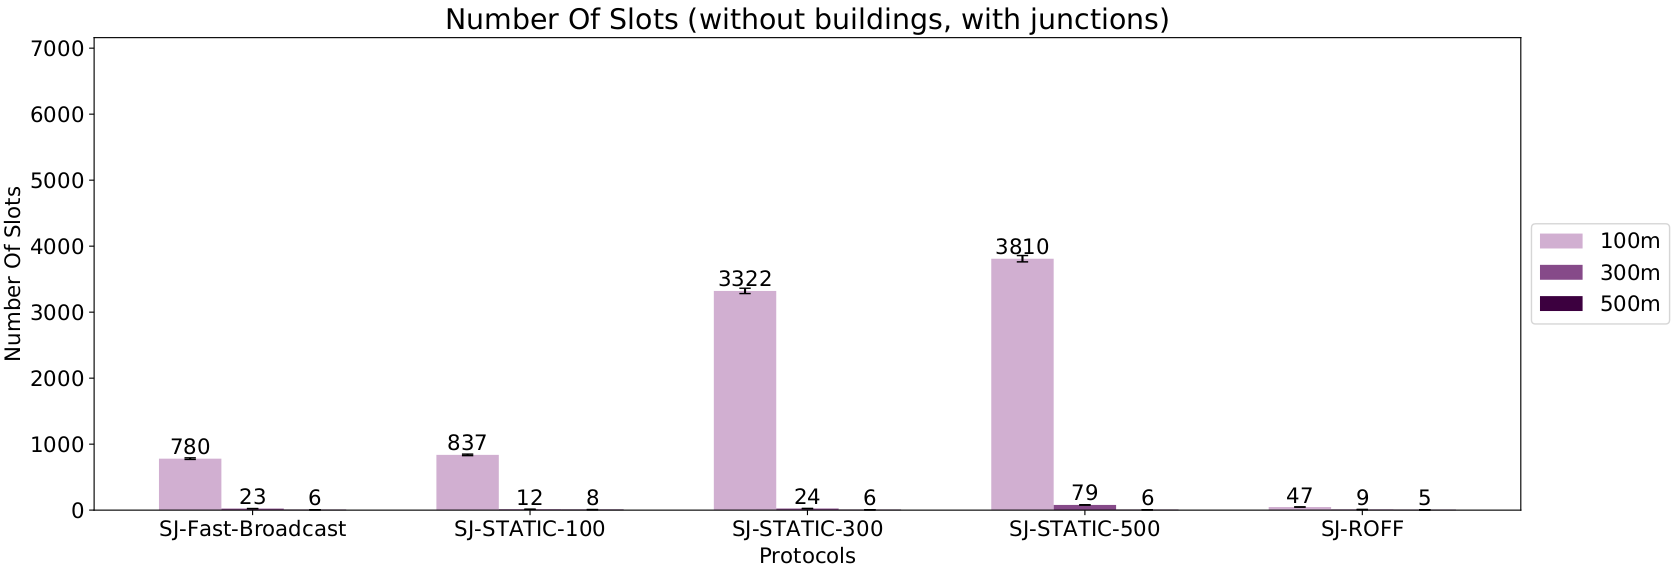 Number Of Slots (without buildings, with junctions)
Number Of Slots
7000
6000
5000
4000
3000
2000
1000
0
780
23
6
837
12
8
3322
24
6
3810
79
6
47
9
5
SJ-Fast-Broadcast
SJ-STATIC-100
SJ-STATIC-300
SJ-STATIC-500
SJ-ROFF
Protocols
100m
300m
500m